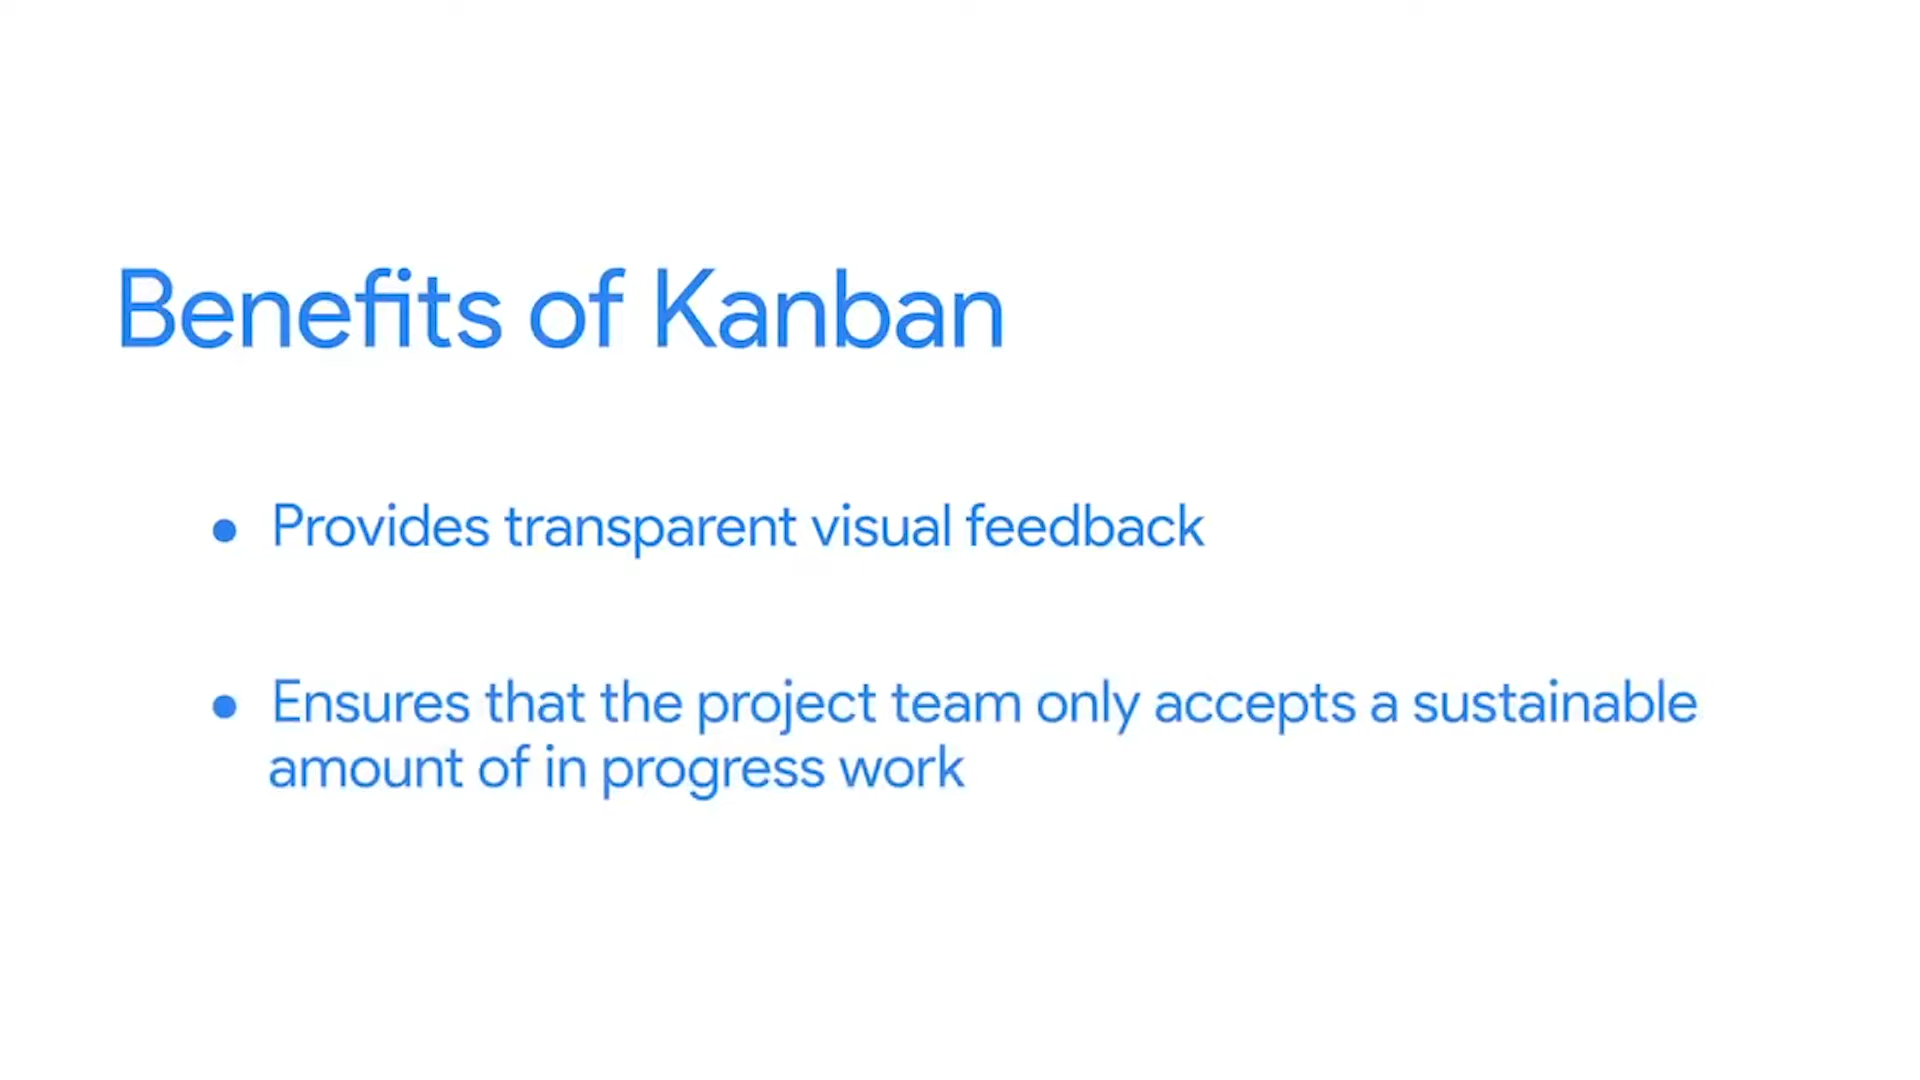 Benefits of Kanban
● Provides transparent visual feedback
● Ensures that the project team only accepts a sustainable
amount of in progress work